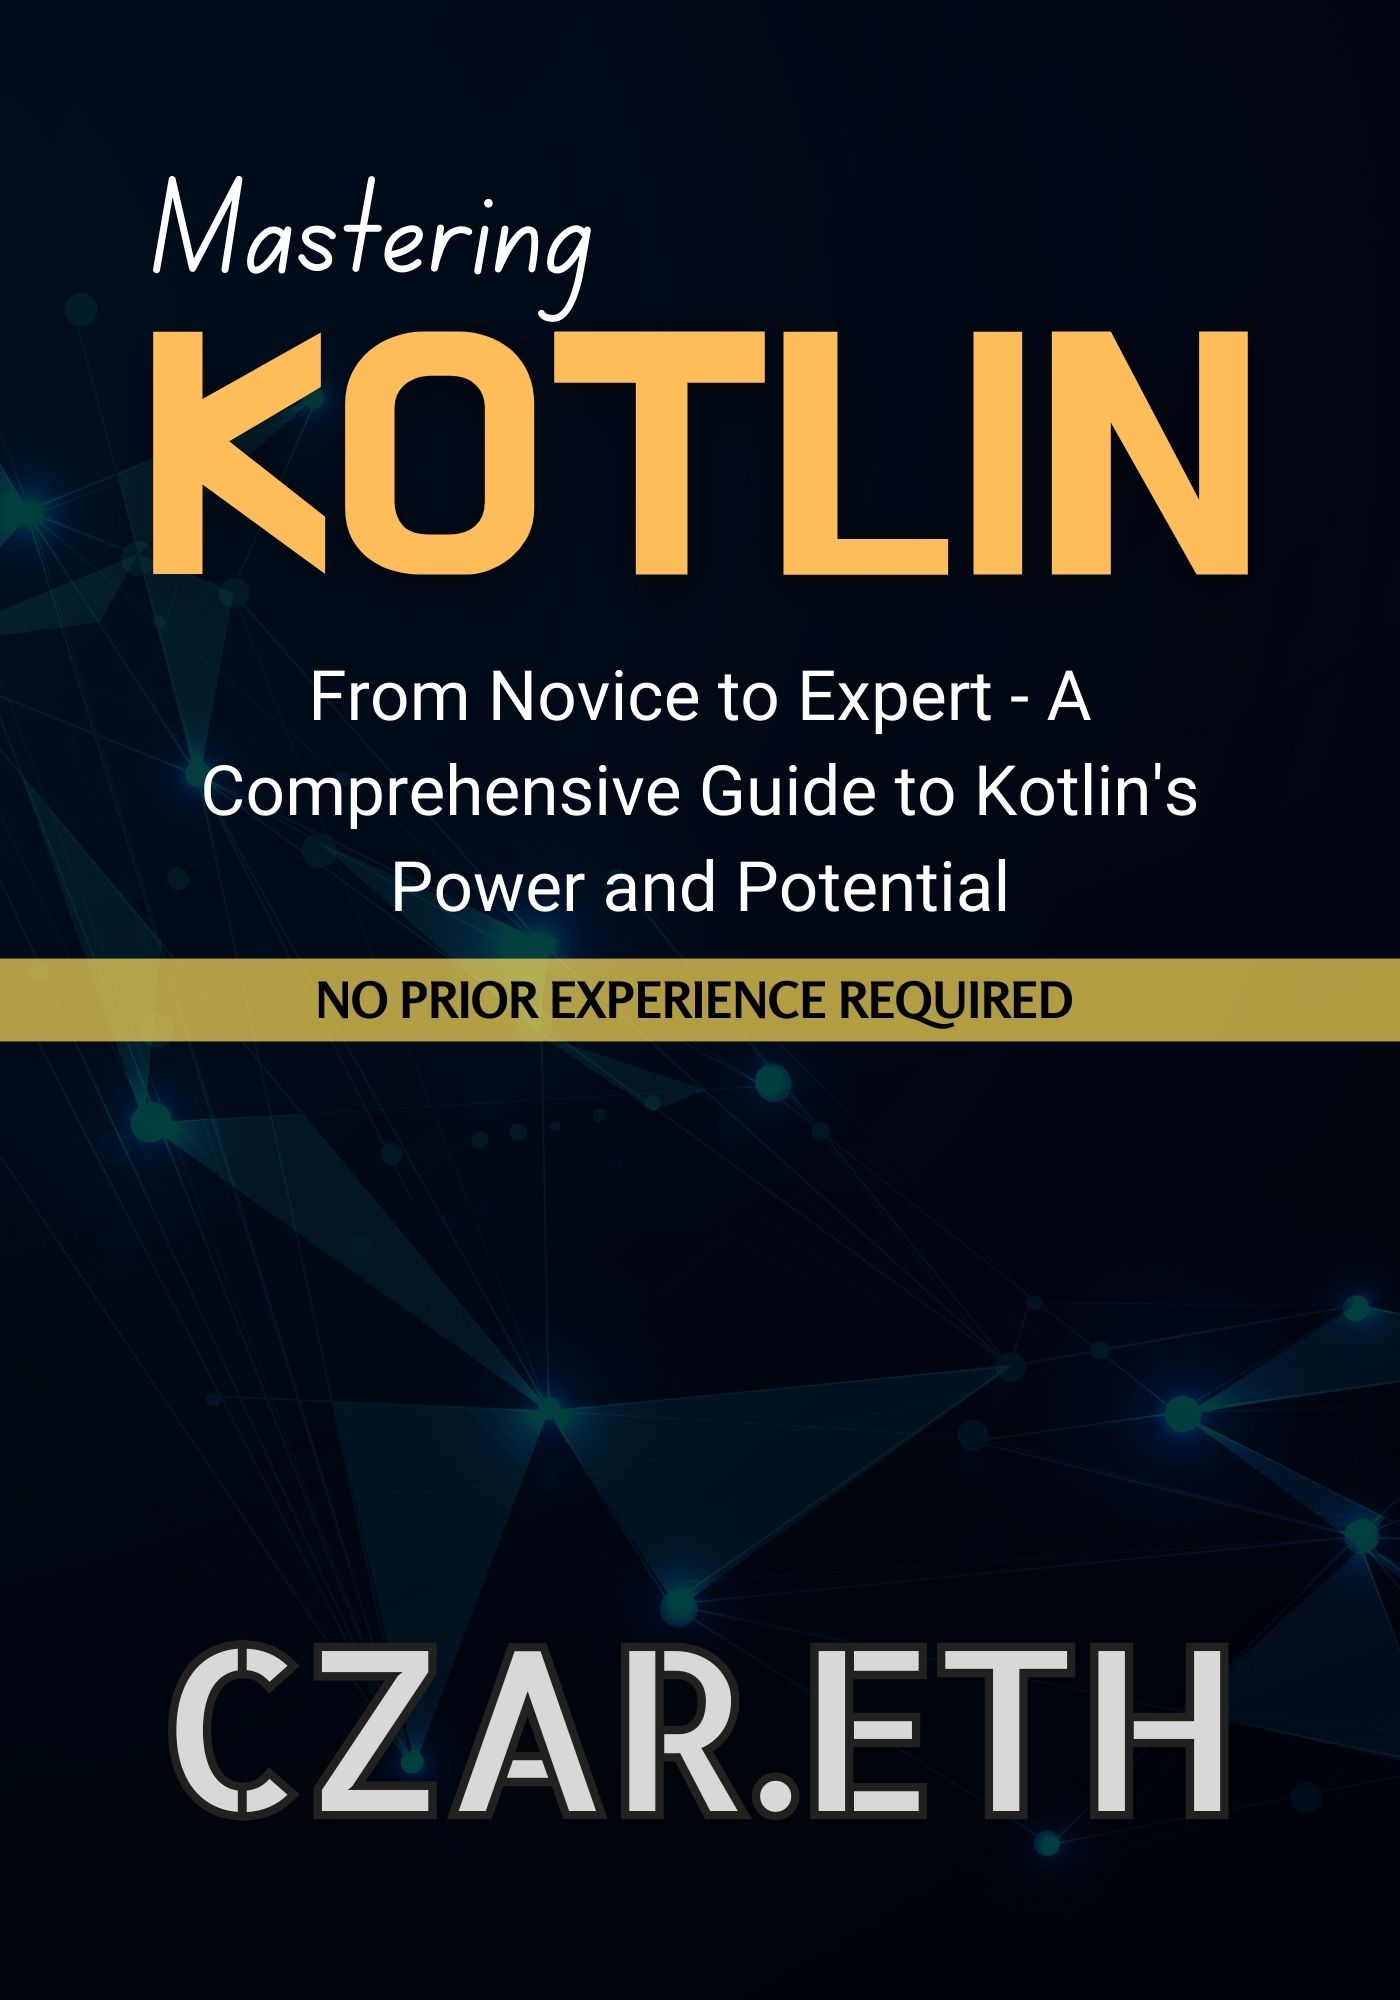 Mastering
KOTLIN
From Novice to Expert - A
Comprehensive Guide to Kotlin's
Power and Potential
NO PRIOR EXPERIENCE REQUIRED
CZAR.ETH